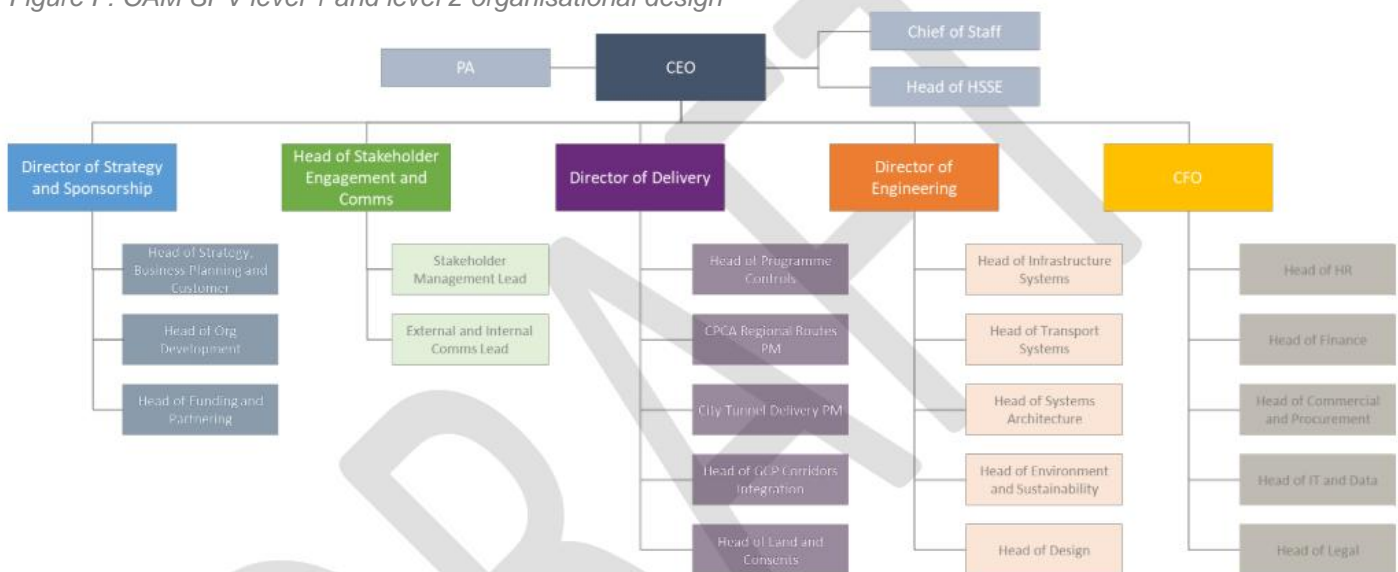 Figure F: CAM SPV level 1 and level 2 organisational design
Chief of Staff
PA
CEO
Head of HSSE
Director of Strategy
and Sponsorship
Head of Stakeholder
Engagement and
Comms
Director of Delivery
Director of
Engineering
CFO
Head of Strategy,
Business Planning and
Customer
Head of Org
Development
Head of Funding and
Partnering
Stakeholder
Management Lead
External and Internal
Comms Lead
Head of Programme
Controls
CPCA Regional Routes
PM
City Tunnel Delivery PM
Head of GCP Corridors
Integration
Head of Land and
Consents
Head of Infrastructure
Systems
Head of Transport
Systems
Head of Systems
Architecture
Head of Environment
and Sustainability
Head of Design
Head of HR
Head of Finance
Head of Commercial
and Procurement
Head of IT and Data
Head of Legal
DRAFT